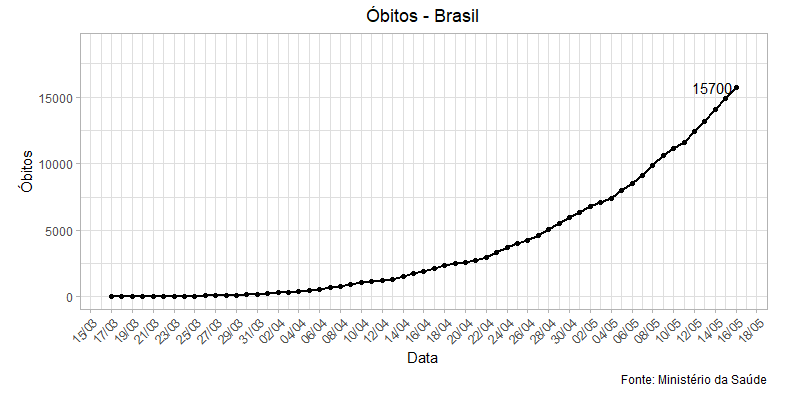 Óbitos - Brasil
15700
15000
10000
5000
0
Óbitos
15/03 17/03 19/03 21/03 23/03 25/03 27/03 29/03 31/03 02/04 04/04 06/04 08/04 10/04 12/04 14/04 16/04 18/04 20/04 22/04 24/04 26/04 28/04 30/04 02/05 04/05 06/05 08/05 10/05 12/05 14/05 16/05 18/05
Data
Fonte: Ministério da Saúde